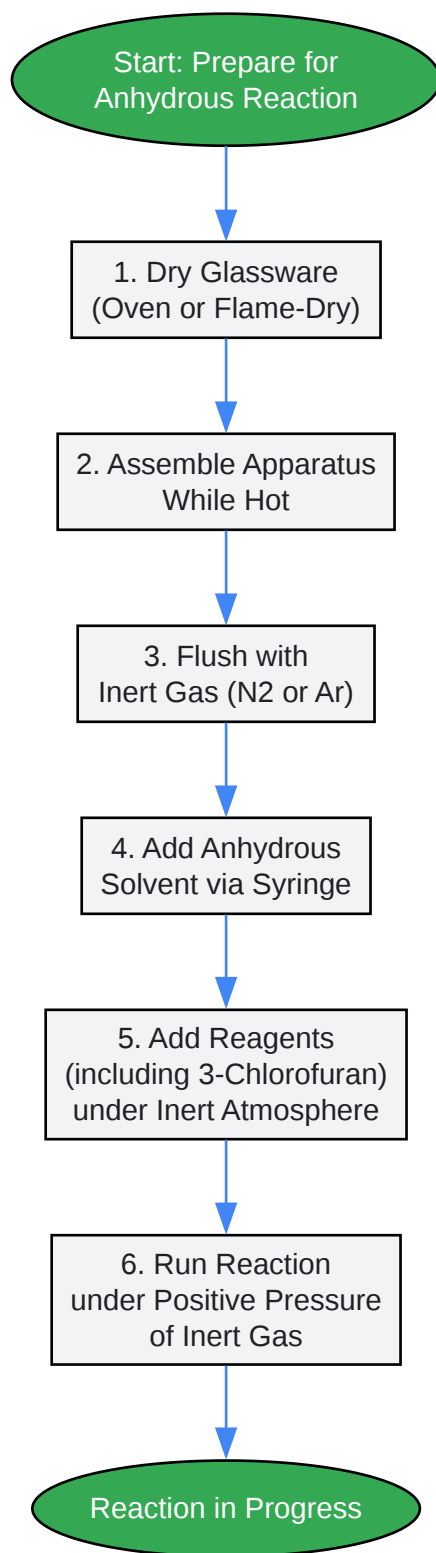 Start: Prepare for
Anhydrous Reaction
1. Dry Glassware
(Oven or Flame-Dry)
2. Assemble Apparatus
While Hot
3. Flush with
Inert Gas (N2 or Ar)
4. Add Anhydrous
Solvent via Syringe
5. Add Reagents
(including 3-Chlorofuran)
under Inert Atmosphere
6. Run Reaction
under Positive Pressure
of Inert Gas
Reaction in Progress